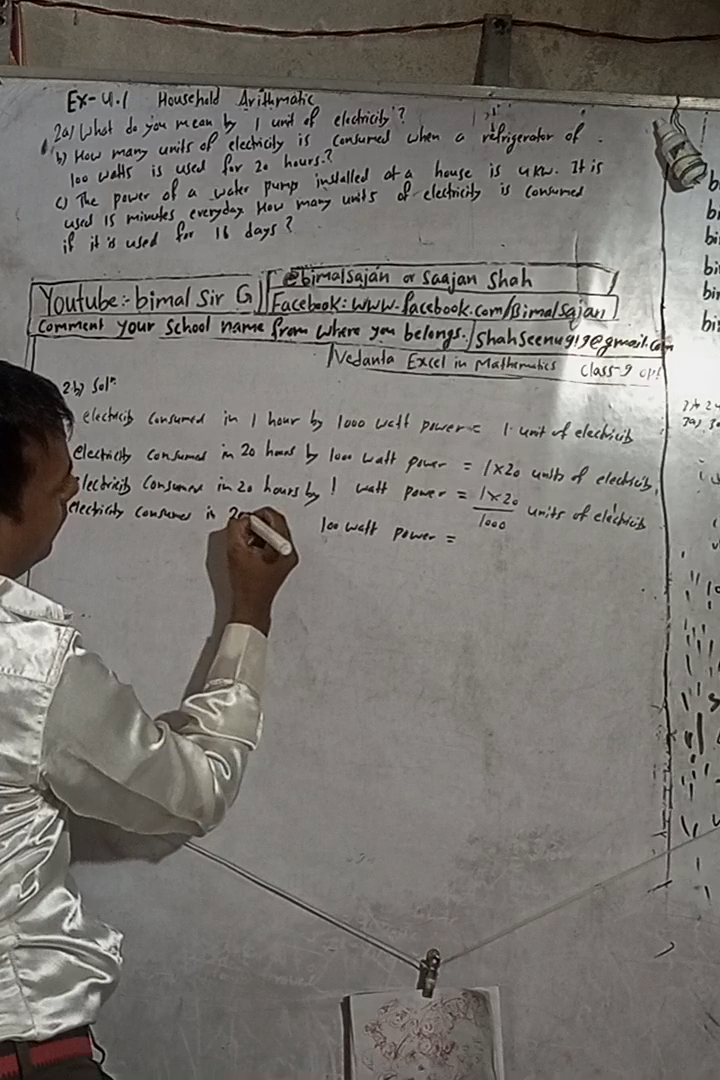 Ex-4.1 Household Arithmatic
2a) What do you mean by 1 unit of electricity?
b) How many units of electricity is consumed when a refrigerator of
100 watts is used for 20 hours?
c) The power of a water pump installed at a house is 4 kw. It is
used 15 minutes everyday. How many units of electricity is consumed
if it is used for 16 days?
Youtube:- bimal Sir G
@bimalsajan or Saajan Shah
Facebook: www.facebook.com/Bimalsajan
Comment your School name from where you belongs.
Shahseenu919@gmail.com
Vedanta Excel in Mathematics Class-9 opt
2b) Solⁿ
electricity consumed in 1 hour by 1000 watt power = 1 unit of electricity
electricity consumed in 20 hours by 1000 watt power = 1×20 units of electricity.
electricity consumed in 20 hours by 1 watt power = 1×20/1000 units of electricity
electricity consumed in 20 100 watt power =